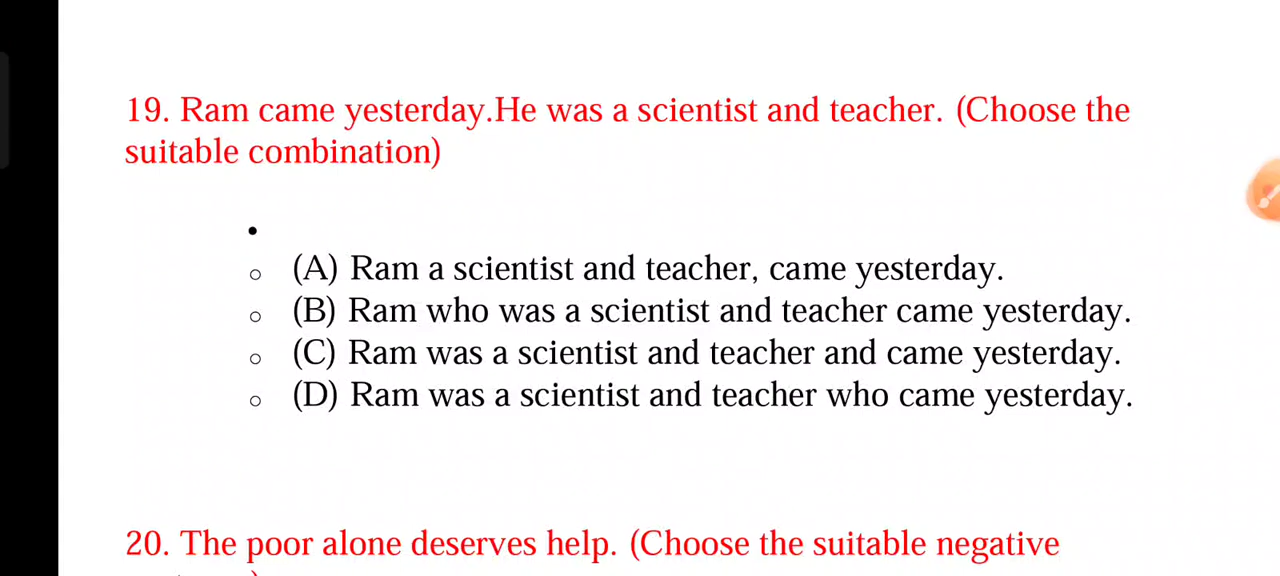 19. Ram came yesterday.He was a scientist and teacher. (Choose the
suitable combination)
(A) Ram a scientist and teacher, came yesterday.
(B) Ram who was a scientist and teacher came yesterday.
(C) Ram was a scientist and teacher and came yesterday.
(D) Ram was a scientist and teacher who came yesterday.
20. The poor alone deserves help. (Choose the suitable negative